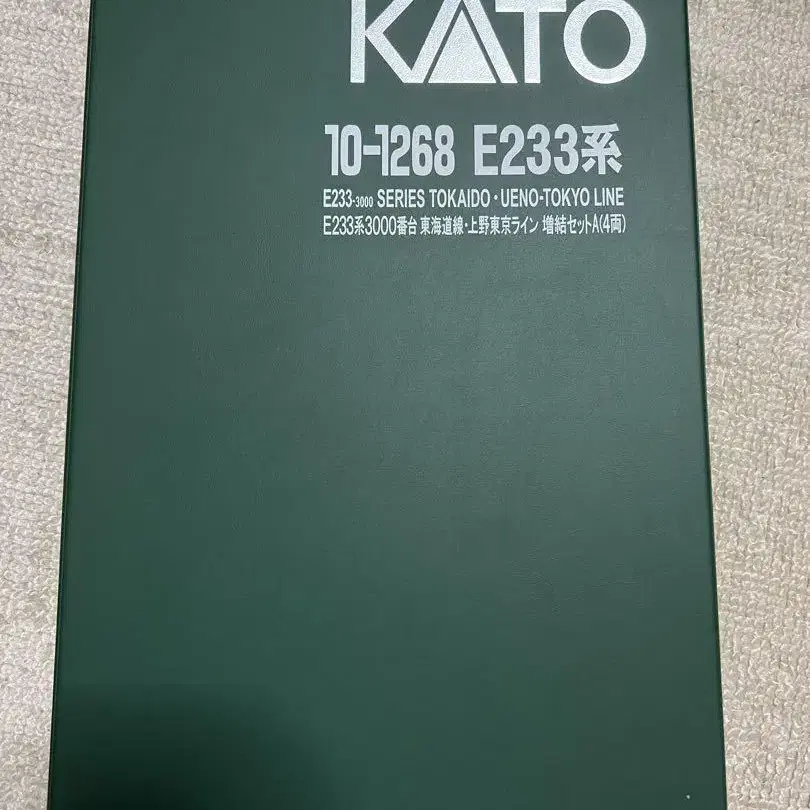 KATO
10-1268 E233系
E233-3000 SERIES TOKAIDO・UENO-TOKYO LINE
E233系3000番台 東海道線・上野東京ライン 増結セットA(4両)